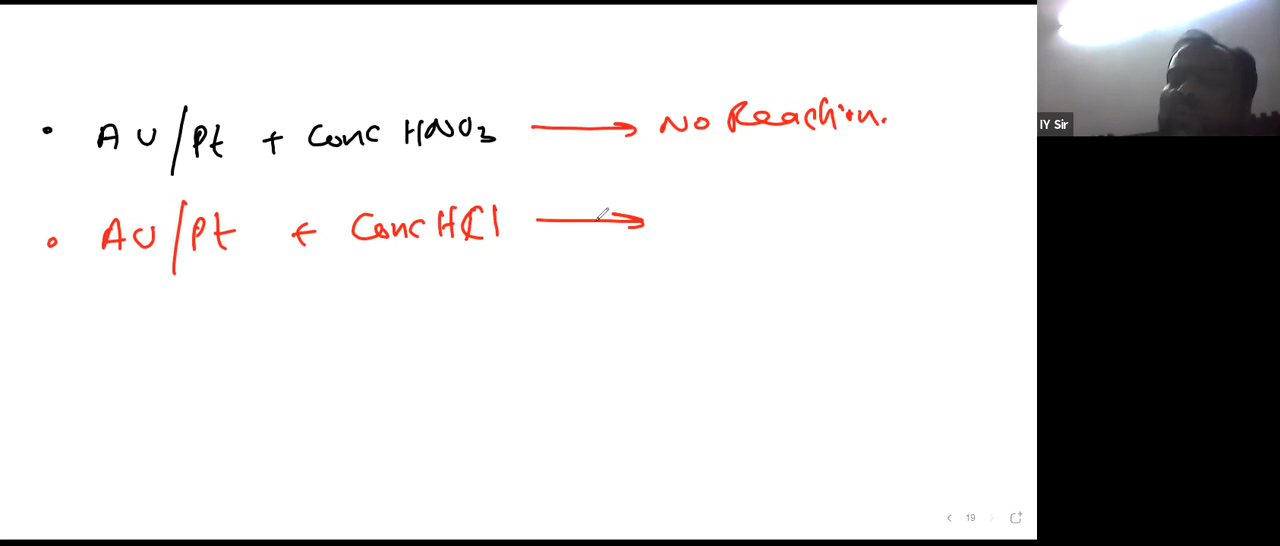 • AU/Pt + Conc HNO3 → No Reaction.
• AU/Pt + Conc HCl →
IY Sir
19